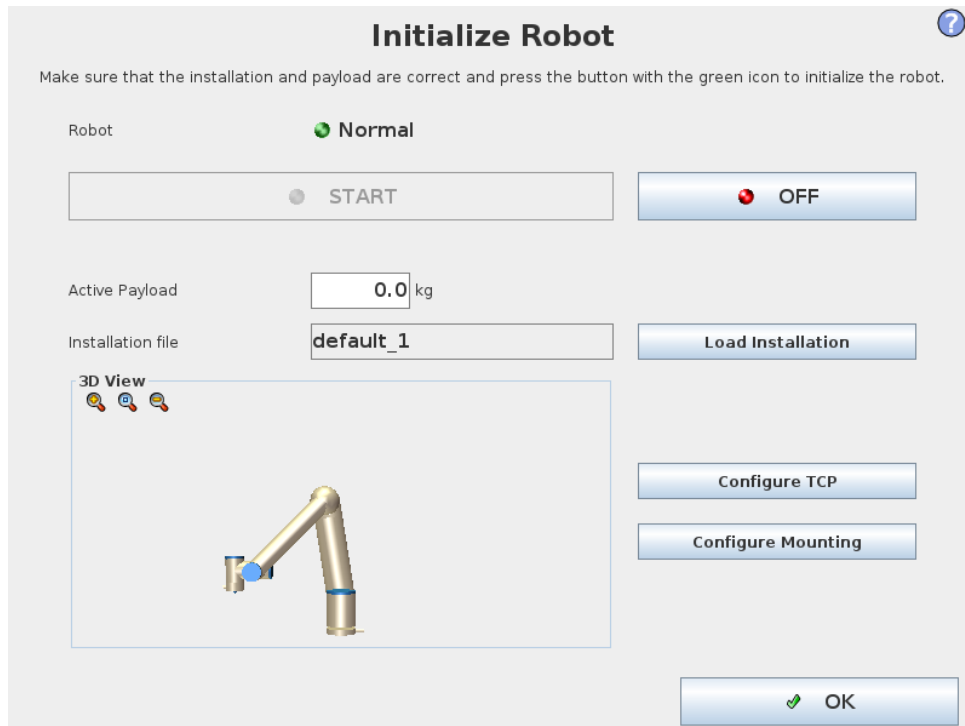 Initialize Robot
?
Make sure that the installation and payload are correct and press the button with the green icon to initialize the robot.
Robot
Normal
START
OFF
Active Payload
0.0 kg
Installation file
default_1
Load Installation
3D View
Configure TCP
Configure Mounting
OK